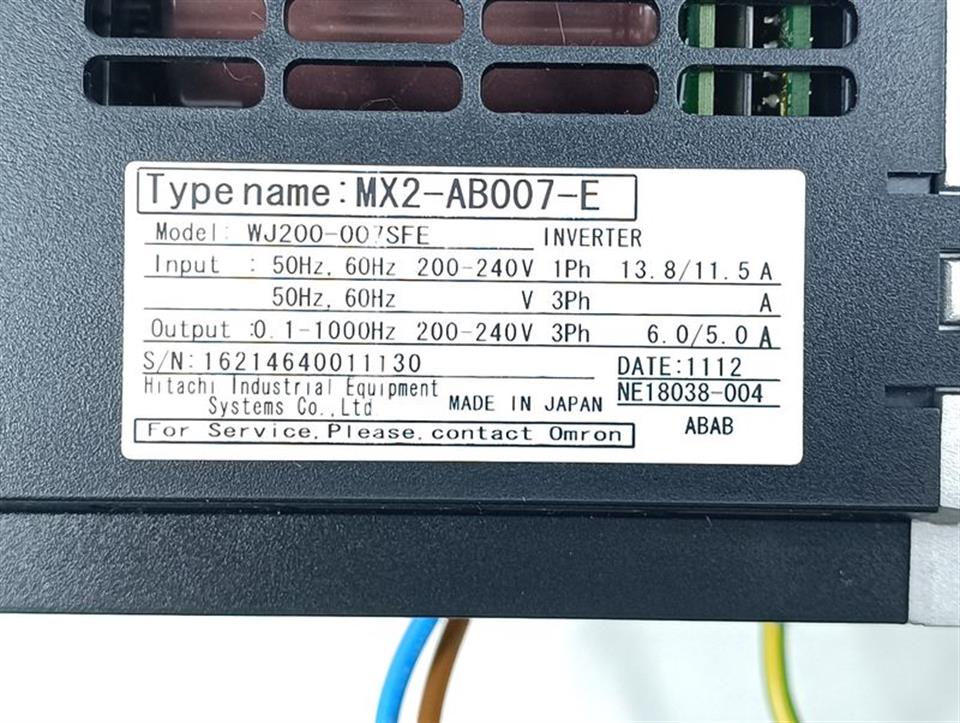 Type name: MX2-AB007-E
Model: WJ200-007SFE INVERTER
Input : 50Hz, 60Hz 200-240V 1Ph 13.8/11.5 A
50Hz, 60Hz V 3Ph A
Output :0.1-1000Hz 200-240V 3Ph 6.0/5.0 A
S/N: 16214640011130 DATE:1112
Hitachi Industrial Equipment NE18038-004
Systems Co.,Ltd MADE IN JAPAN
For Service, Please, contact Omron ABAB